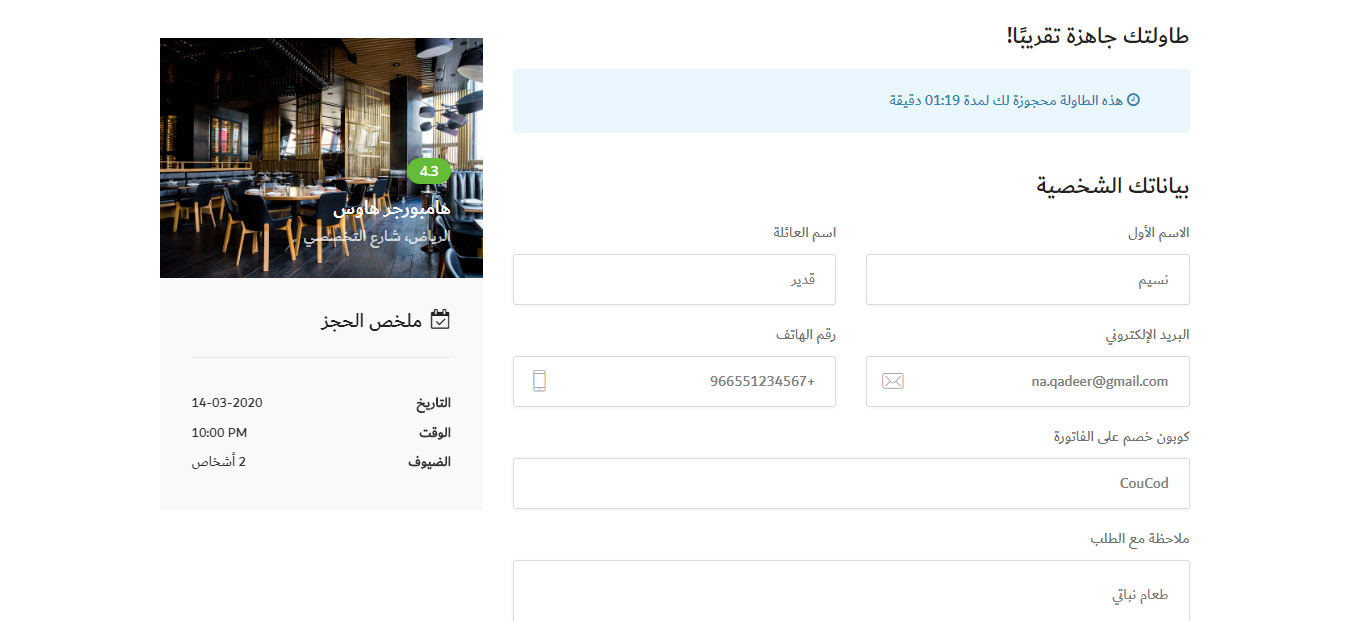 طاولتك جاهزة تقريبًا!
هذه الطاولة محجوزة لك لمدة 01:19 دقيقة
بياناتك الشخصية
الاسم الأول
اسم العائلة
نسيم
قدير
البريد الإلكتروني
رقم الهاتف
na.qadeer@gmail.com
966551234567+
كوبون خصم على الفاتورة
CouCod
ملاحظة مع الطلب
طعام نباتي
4.3
هامبورجر هاوس
الرياض، شارع التخصصي
ملخص الحجز
التاريخ 14-03-2020
الوقت 10:00 PM
الضيوف 2 أشخاص